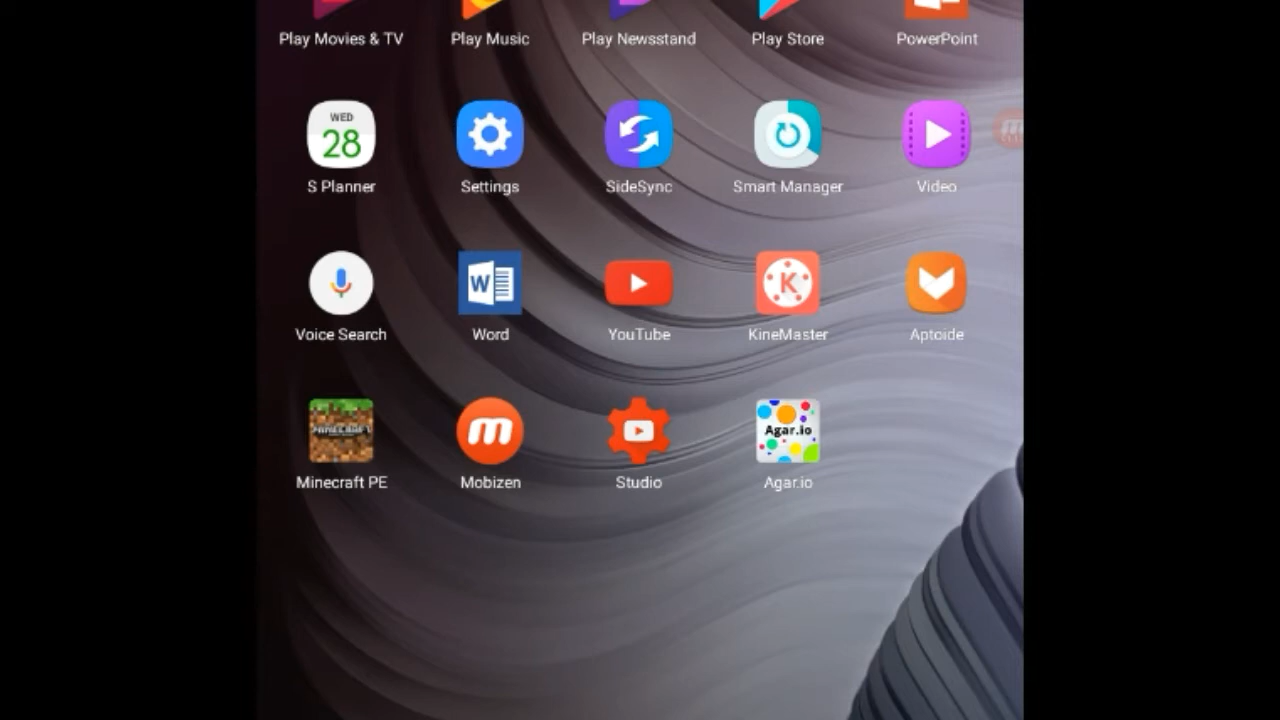 Play Movies & TV
Play Music
Play Newsstand
Play Store
PowerPoint
WED
28
S Planner
Settings
SideSync
Smart Manager
Video
W
K
Voice Search
Word
YouTube
KineMaster
Aptoide
MINECRAFT
m
Agar.io
Minecraft PE
Mobizen
Studio
Agar.io